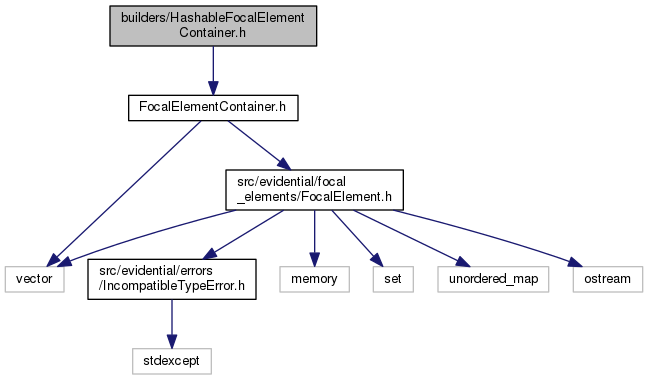 builders/HashableFocalElement
Container.h
FocalElementContainer.h
src/evidential/focal
_elements/FocalElement.h
vector
src/evidential/errors
/IncompatibleTypeError.h
memory
set
unordered_map
ostream
stdexcept